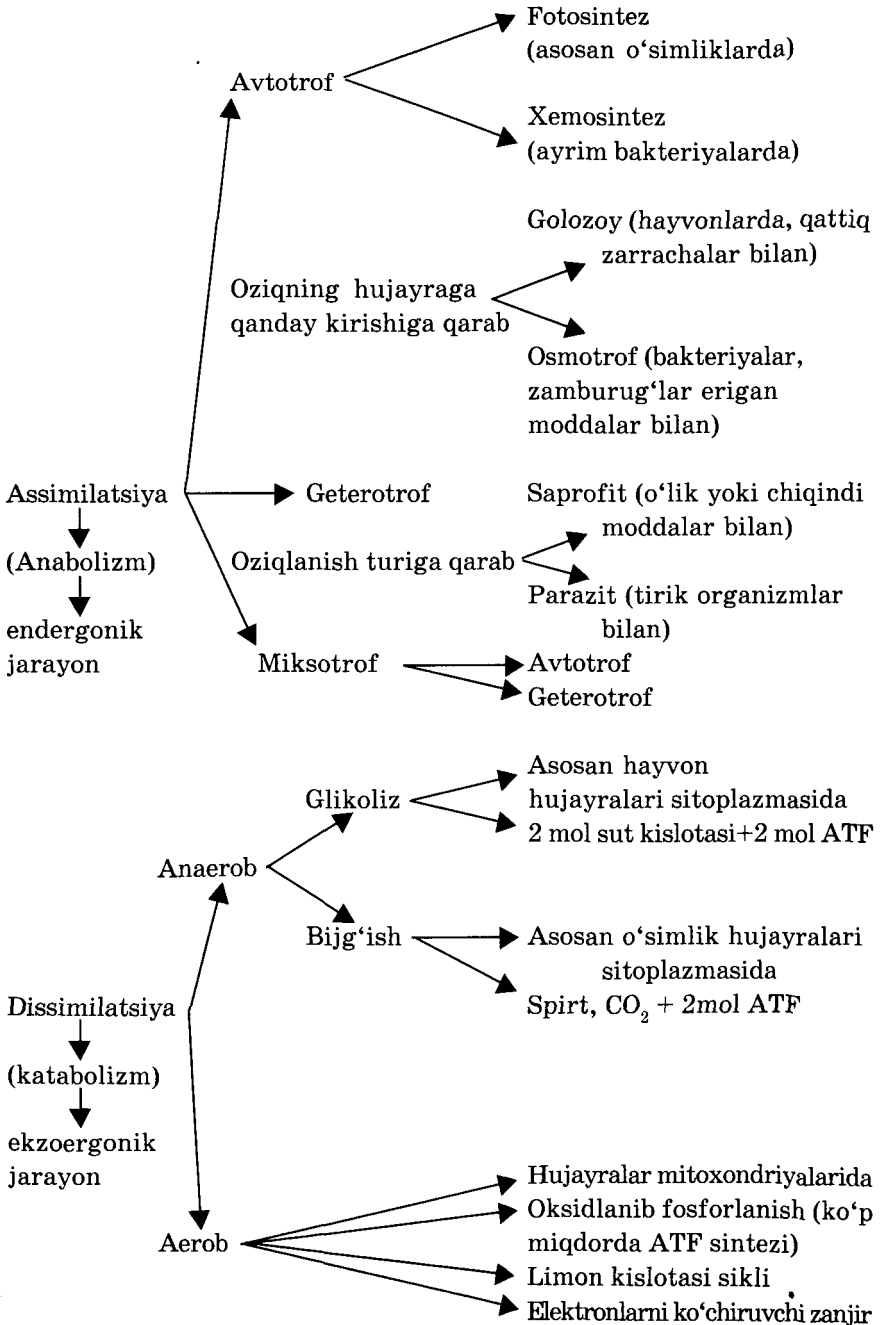 Fotosintez
(asosan o‘simliklarda)
Avtotrof
Xemosintez
(ayrim bakteriyalarda)
Golozoy (hayvonlarda, qattiq
zarrachalar bilan)
Oziqning hujayraga
qanday kirishiga qarab
Osmotrof (bakteriyalar,
zamburug‘lar erigan
moddalar bilan)
Assimilatsiya
(Anabolizm)
endergonik
jarayon
Geterotrof
Saprofit (o‘lik yoki chiqindi
moddalar bilan)
Oziqlanish turiga qarab
Parazit (tirik organizmlar
bilan)
Miksotrof
Avtotrof
Geterotrof
Asosan hayvon
hujayralari sitoplazmasida
2 mol sut kislotasi+2 mol ATF
Glikoliz
Anaerob
Bijg‘ish
Asosan o‘simlik hujayralari
sitoplazmasida
Spirt, CO₂ + 2mol ATF
Dissimilatsiya
(katabolizm)
ekzoergonik
jarayon
Hujayralar mitoxondriyalarida
Oksidlanib fosforlanish (ko‘p
miqdorda ATF sintezi)
Aerob
Limon kislotasi sikli
Elektronlarni ko‘chiruvchi zanjir